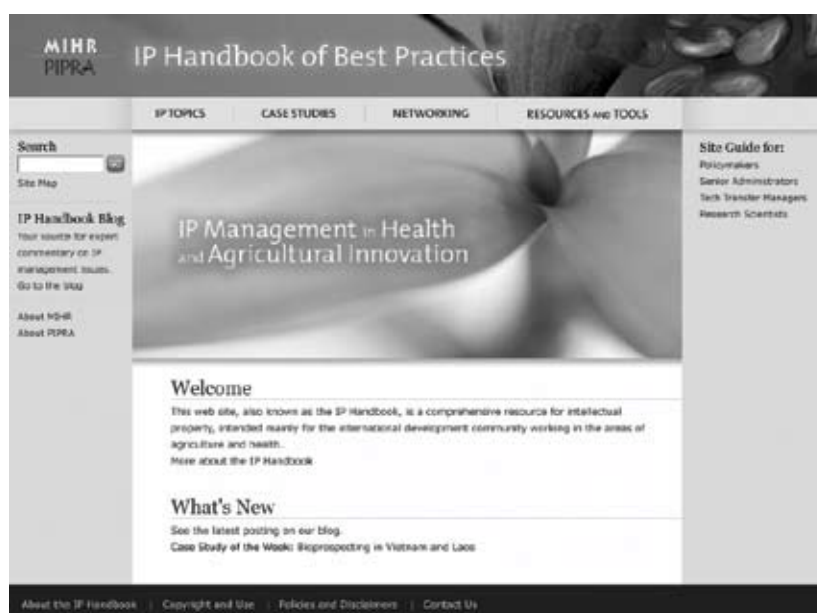 MIHR
PIPRA
IP Handbook of Best Practices
IP TOPICS
CASE STUDIES
NETWORKING
RESOURCES AND TOOLS
Search
GO
Site Map
IP Handbook Blog
Your source for expert
commentary on IP
management issues.
Go to the blog
About MIHR
About PIPRA
IP Management in Health
and Agricultural Innovation
Site Guide for:
Policymakers
Senior Administrators
Tech Transfer Managers
Research Scientists
Welcome
This web site, also known as the IP Handbook, is a comprehensive resource for intellectual
property, intended mainly for the international development community working in the areas of
agriculture and health.
More about the IP Handbook
What's New
See the latest posting on our blog.
Case Study of the Week: Bioprospecting in Vietnam and Laos
About the IP Handbook | Copyright and Use | Policies and Disclaimers | Contact Us